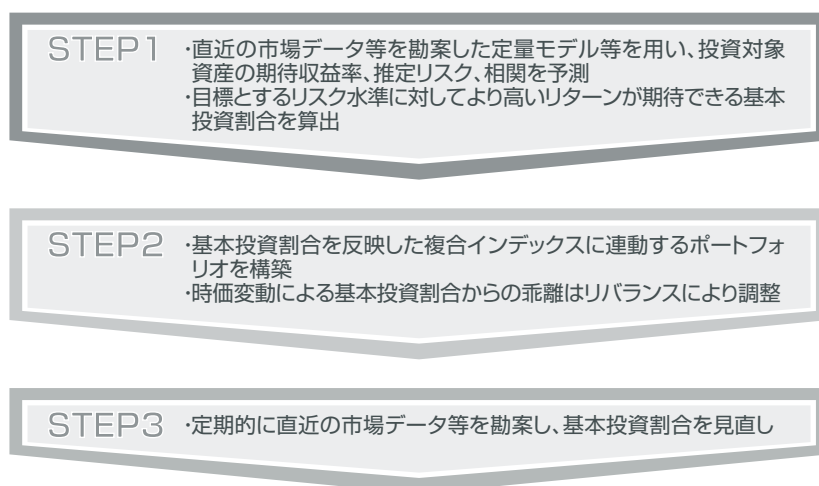 STEP1 ・直近の市場データ等を勘案した定量モデル等を用い、投資対象
資産の期待収益率、推定リスク、相関を予測
・目標とするリスク水準に対してより高いリターンが期待できる基本
投資割合を算出
STEP2 ・基本投資割合を反映した複合インデックスに連動するポートフォ
リオを構築
・時価変動による基本投資割合からの乖離はリバランスにより調整
STEP3 ・定期的に直近の市場データ等を勘案し、基本投資割合を見直し